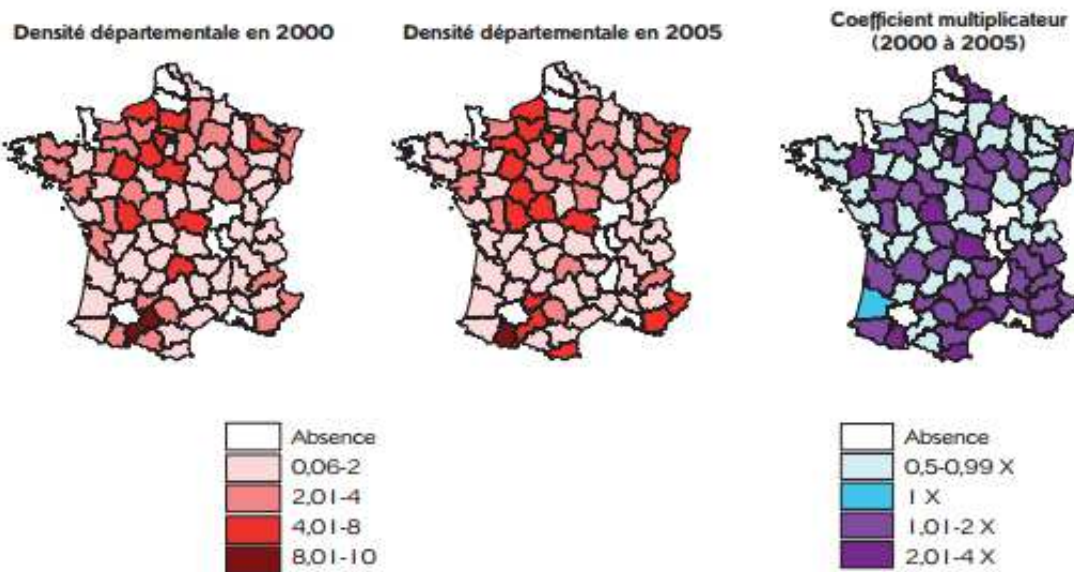 Densité départementale en 2000
Densité départementale en 2005
Coefficient multiplicateur
(2000 à 2005)
Absence
0,06-2
2,01-4
4,01-8
8,01-10
Absence
0,5-0,99 X
1 X
1,01-2 X
2,01-4 X